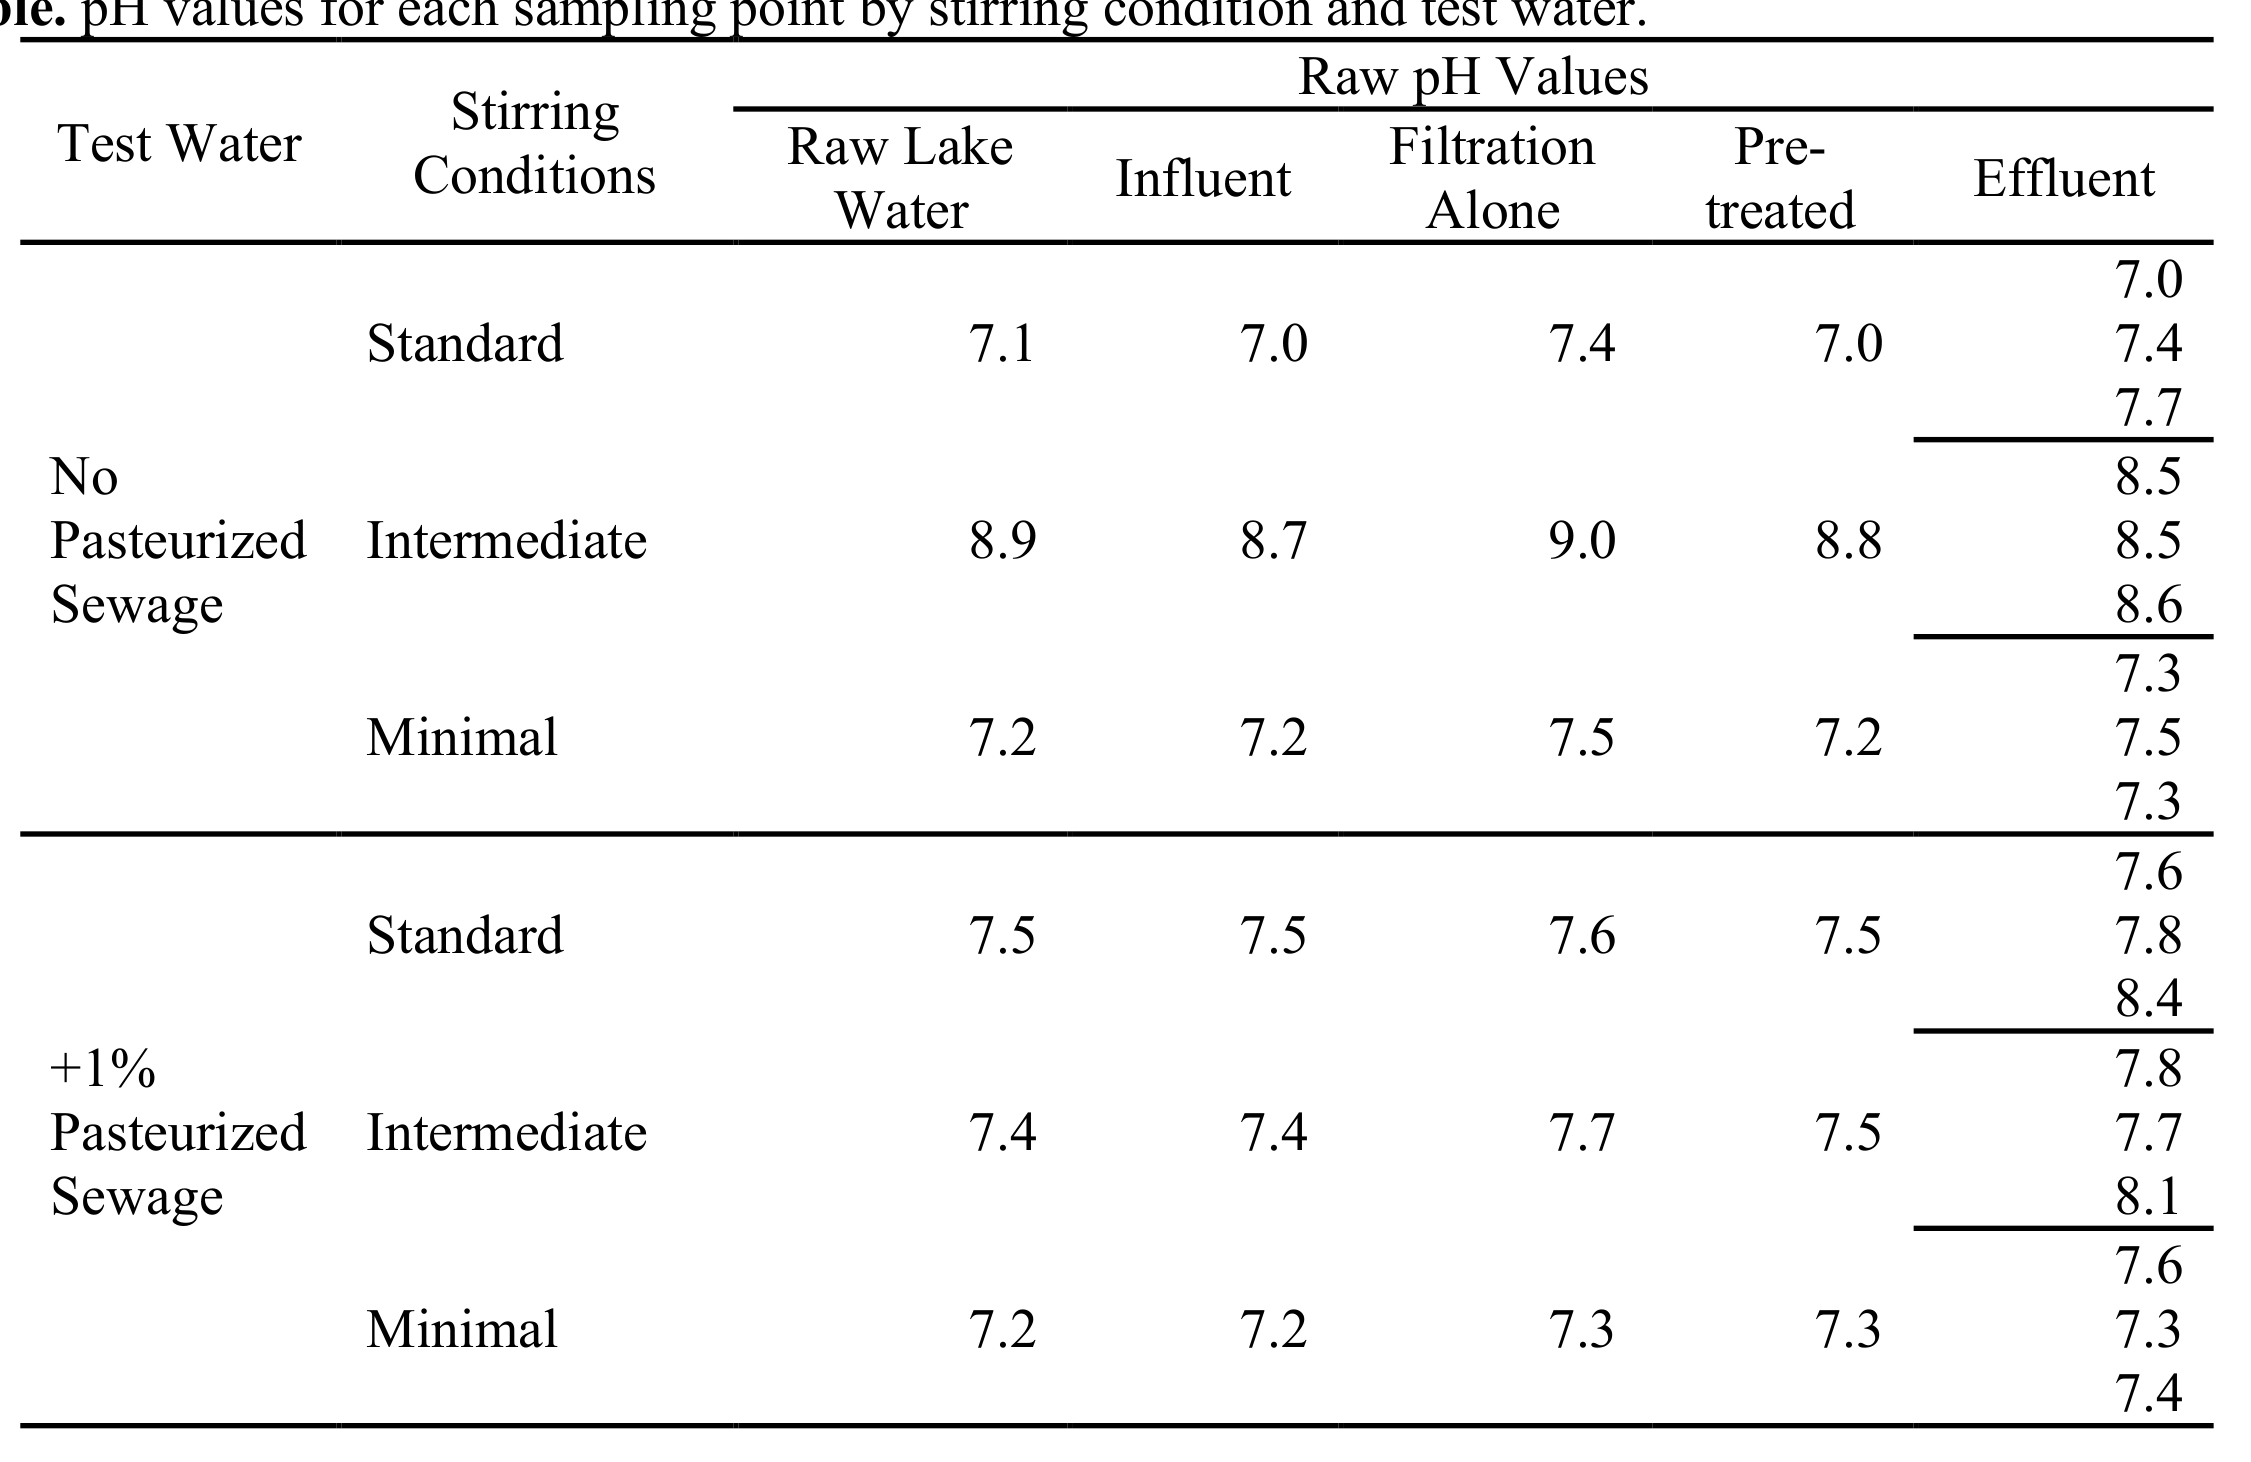 pH values for each sampling point by stirring condition and test water.
Raw pH Values
Test Water
Stirring
Conditions
Raw Lake
Water
Influent
Filtration
Alone
Pre-
treated
Effluent
No
Pasteurized
Sewage
Standard 7.1 7.0 7.4 7.0
7.0
7.4
7.7
Intermediate 8.9 8.7 9.0 8.8
8.5
8.5
8.6
Minimal 7.2 7.2 7.5 7.2
7.3
7.5
7.3
+1%
Pasteurized
Sewage
Standard 7.5 7.5 7.6 7.5
7.6
7.8
8.4
Intermediate 7.4 7.4 7.7 7.5
7.8
7.7
8.1
Minimal 7.2 7.2 7.3 7.3
7.6
7.3
7.4